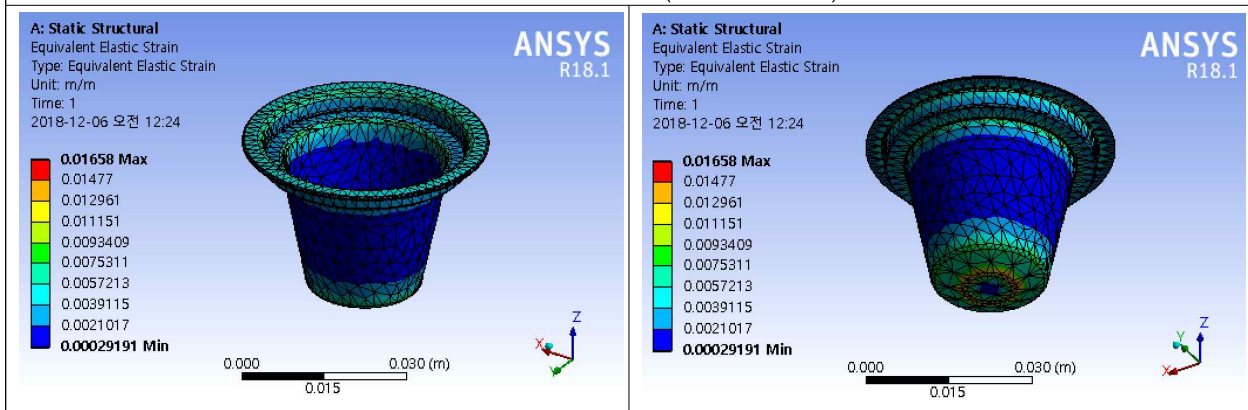 A: Static Structural
Equivalent Elastic Strain
Type: Equivalent Elastic Strain
Unit: m/m
Time: 1
2018-12-06 오전 12:24
ANSYS
R18.1
0.01658 Max
0.01477
0.012961
0.011151
0.0093409
0.0075311
0.0057213
0.0039115
0.0021017
0.00029191 Min
0.000
0.030 (m)
0.015
X
Y
Z
A: Static Structural
Equivalent Elastic Strain
Type: Equivalent Elastic Strain
Unit: m/m
Time: 1
2018-12-06 오전 12:24
ANSYS
R18.1
0.01658 Max
0.01477
0.012961
0.011151
0.0093409
0.0075311
0.0057213
0.0039115
0.0021017
0.00029191 Min
0.000
0.030 (m)
0.015
Y
Z
X